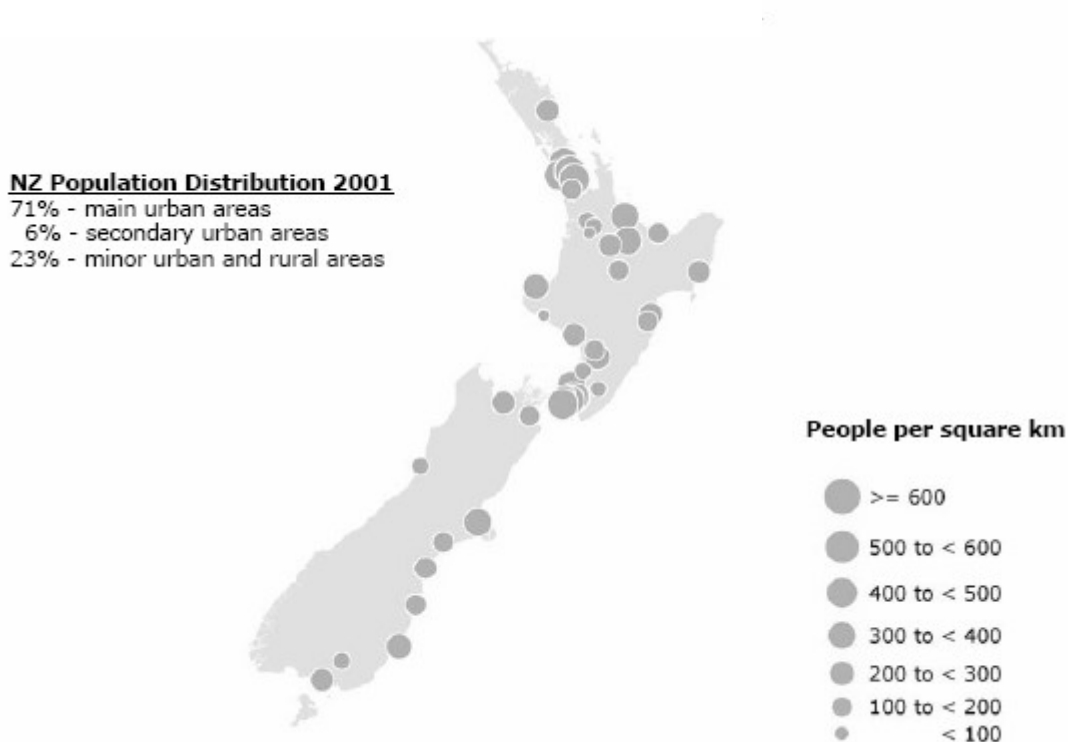 NZ Population Distribution 2001
71% - main urban areas
6% - secondary urban areas
23% - minor urban and rural areas
People per square km
>= 600
500 to < 600
400 to < 500
300 to < 400
200 to < 300
100 to < 200
< 100